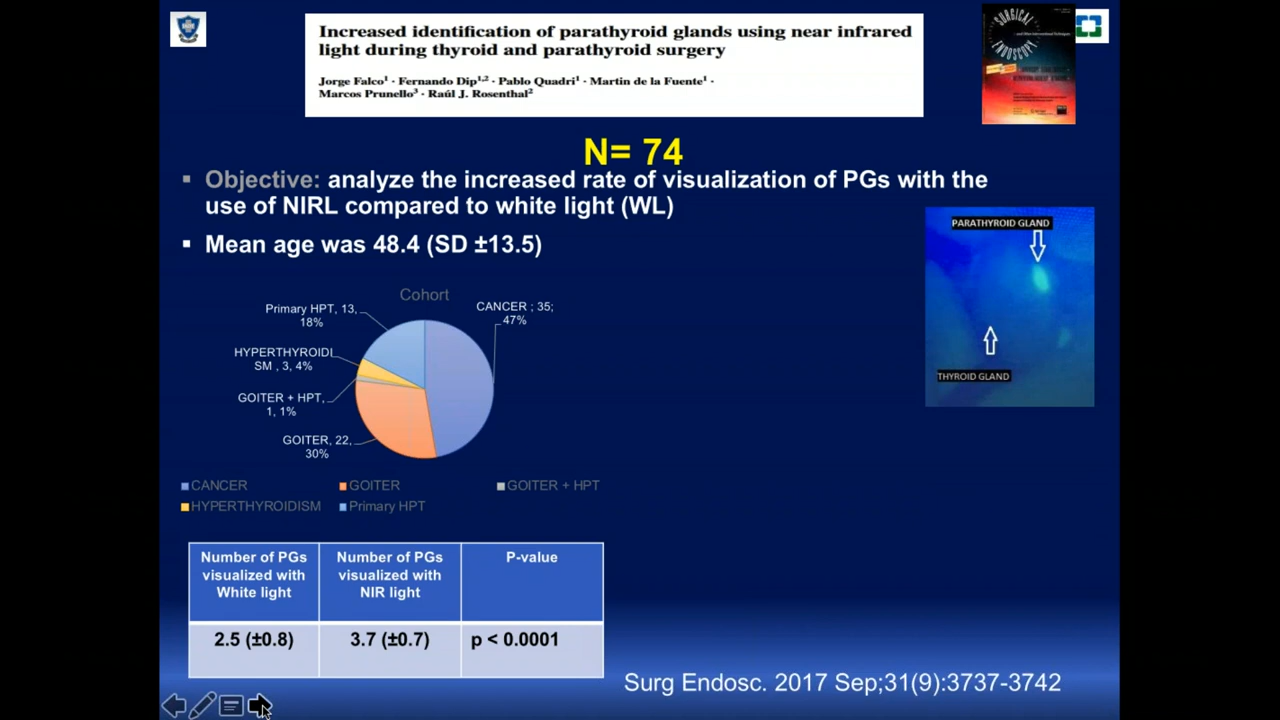 Increased identification of parathyroid glands using near infrared
light during thyroid and parathyroid surgery
Jorge Falco¹ · Fernando Dip¹,² · Pablo Quadri¹ · Martin de la Fuente¹ ·
Marcos Prunello³ · Raúl J. Rosenthal²
SURGICAL
ENDOSCOPY
N= 74
▪ Objective: analyze the increased rate of visualization of PGs with the
use of NIRL compared to white light (WL)
▪ Mean age was 48.4 (SD ±13.5)
PARATHYROID GLAND
THYROID GLAND
Cohort
Primary HPT, 13,
18%
CANCER ; 35;
47%
HYPERTHYROIDI
SM , 3, 4%
GOITER + HPT,
1, 1%
GOITER, 22,
30%
CANCER GOITER GOITER + HPT
HYPERTHYROIDISM Primary HPT
Number of PGs
visualized with
White light
Number of PGs
visualized with
NIR light
P-value
2.5 (±0.8) 3.7 (±0.7) p < 0.0001
Surg Endosc. 2017 Sep;31(9):3737-3742